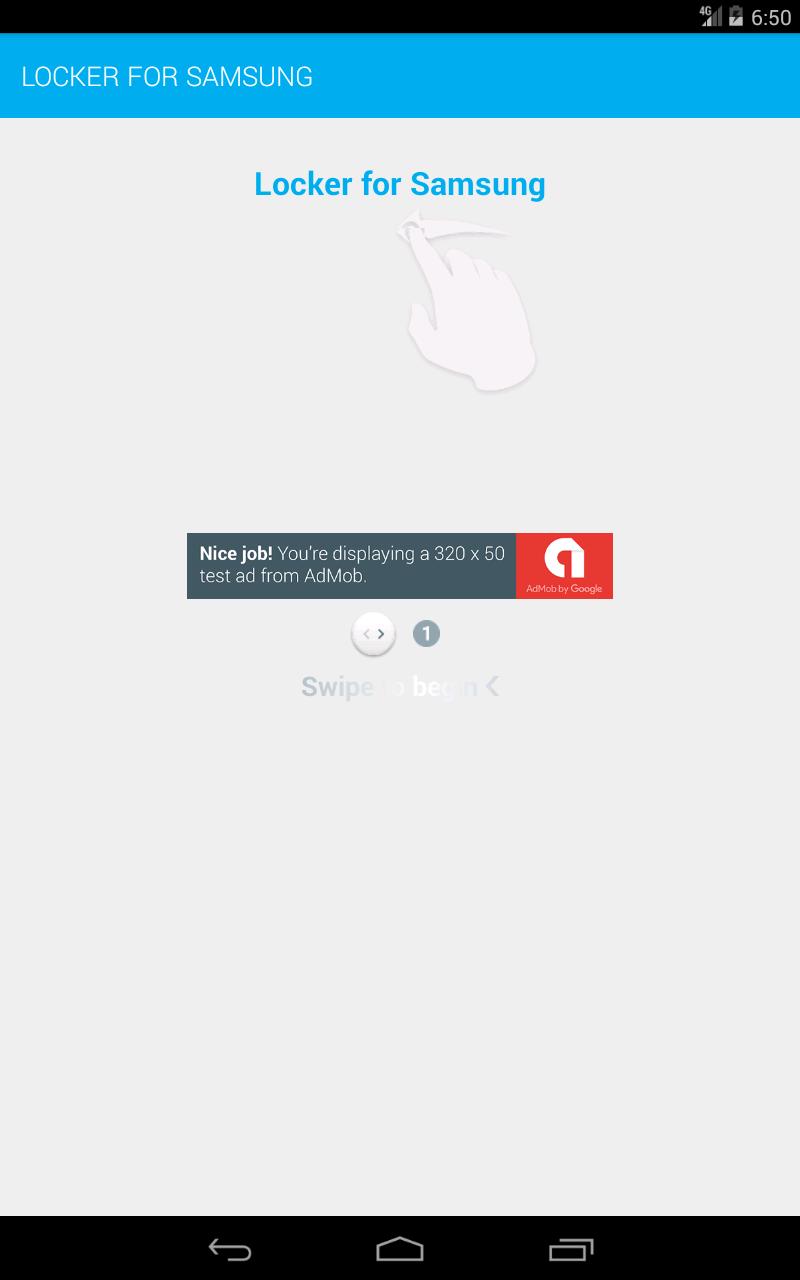 4G 6:50
LOCKER FOR SAMSUNG
Locker for Samsung
Nice job! You're displaying a 320 x 50
test ad from AdMob.
AdMob by Google
1
Swipe to begin